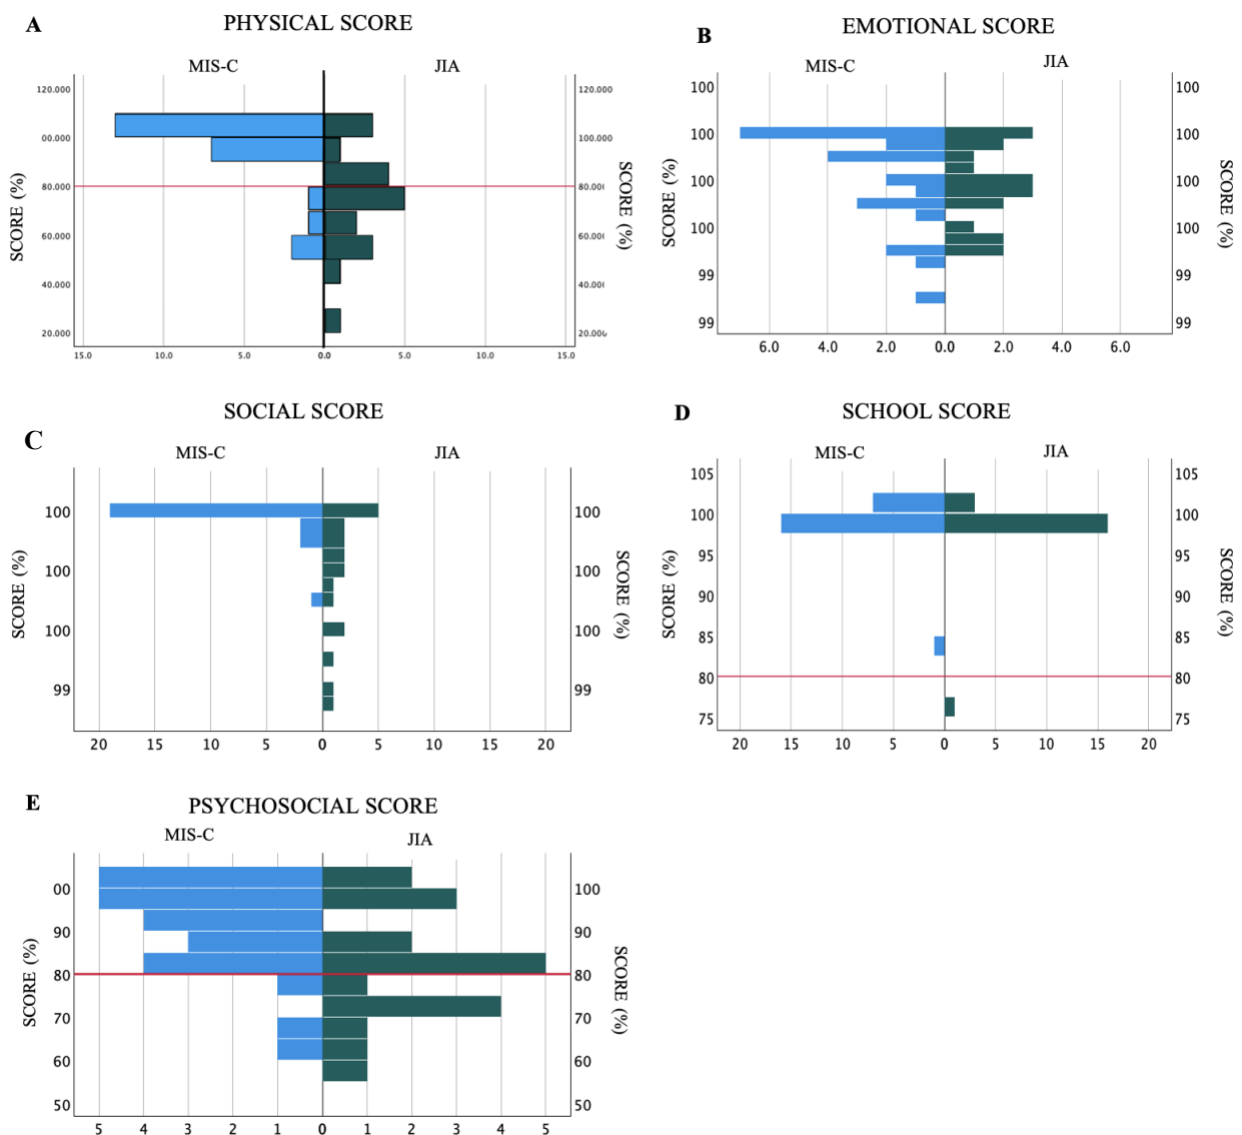 A
PHYSICAL SCORE
MIS-C JIA
SCORE (%)
120.000 120.000
00.000 100.000
80.000 80.00(
60.000 60.00(
40.000 40.00(
20.000 20.00
15.0 10.0 5.0 0.0 5.0 10.0 15.0
SCORE (%)
B
EMOTIONAL SCORE
MIS-C JIA
SCORE (%)
100 100
100 100
100 100
100 100
99 99
99 99
6.0 4.0 2.0 0.0 2.0 4.0 6.0
SCORE (%)
C
SOCIAL SCORE
MIS-C JIA
SCORE (%)
100 100
100 100
100 100
99 99
20 15 10 5 0 5 10 15 20
SCORE (%)
D
SCHOOL SCORE
MIS-C JIA
SCORE (%)
105 105
100 100
95 95
90 90
85 85
80 80
75 75
20 15 10 5 0 5 10 15 20
SCORE (%)
E
PSYCHOSOCIAL SCORE
MIS-C JIA
SCORE (%)
00 100
90 90
80 80
70 70
60 60
50 50
5 4 3 2 1 0 1 2 3 4 5
SCORE (%)